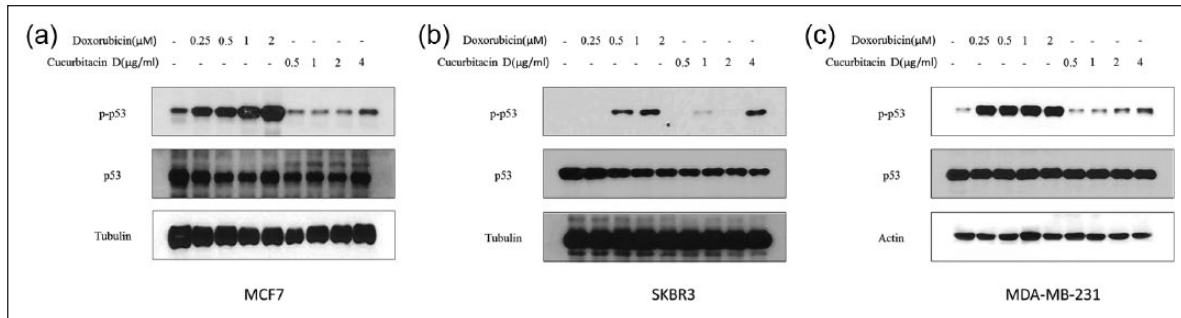 (a)
Doxorubicin(μM) - 0.25 0.5 1 2 - - - -
Cucurbitacin D(μg/ml) - - - - - 0.5 1 2 4
p-p53
p53
Tubulin
MCF7
(b)
Doxorubicin(μM) - 0.25 0.5 1 2 - - - -
Cucurbitacin D(μg/ml) - - - - - 0.5 1 2 4
p-p53
p53
Tubulin
SKBR3
(c)
Doxorubicin(μM) - 0.25 0.5 1 2 - - - -
Cucurbitacin D(μg/ml) - - - - - 0.5 1 2 4
p-p53
p53
Actin
MDA-MB-231